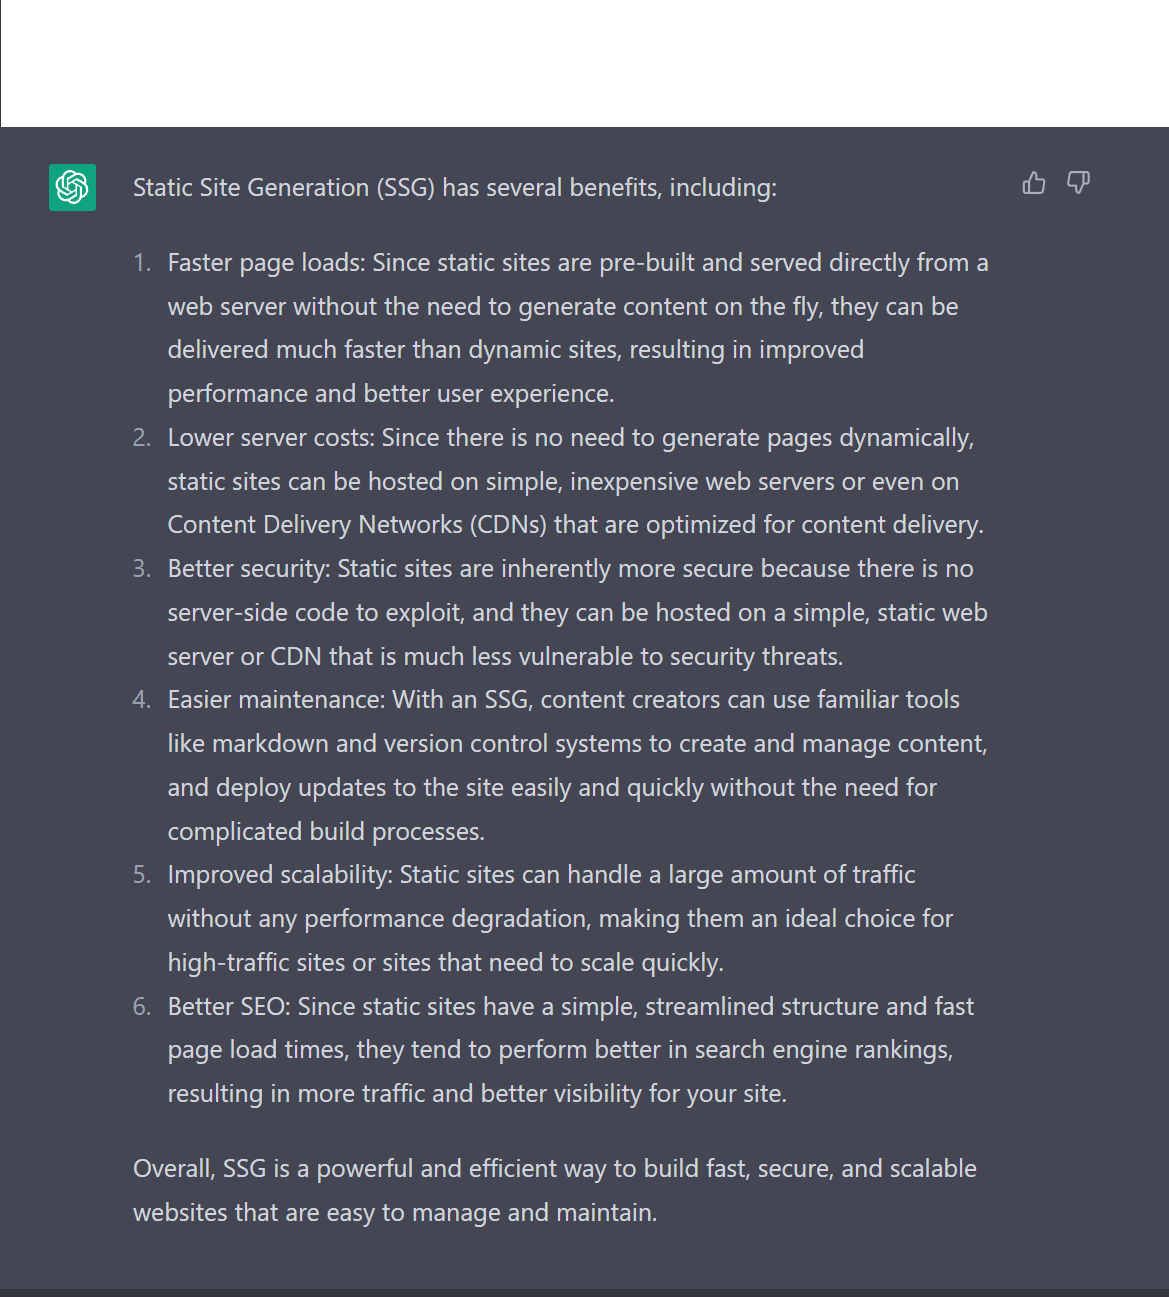 Static Site Generation (SSG) has several benefits, including:
1. Faster page loads: Since static sites are pre-built and served directly from a
web server without the need to generate content on the fly, they can be
delivered much faster than dynamic sites, resulting in improved
performance and better user experience.
2. Lower server costs: Since there is no need to generate pages dynamically,
static sites can be hosted on simple, inexpensive web servers or even on
Content Delivery Networks (CDNs) that are optimized for content delivery.
3. Better security: Static sites are inherently more secure because there is no
server-side code to exploit, and they can be hosted on a simple, static web
server or CDN that is much less vulnerable to security threats.
4. Easier maintenance: With an SSG, content creators can use familiar tools
like markdown and version control systems to create and manage content,
and deploy updates to the site easily and quickly without the need for
complicated build processes.
5. Improved scalability: Static sites can handle a large amount of traffic
without any performance degradation, making them an ideal choice for
high-traffic sites or sites that need to scale quickly.
6. Better SEO: Since static sites have a simple, streamlined structure and fast
page load times, they tend to perform better in search engine rankings,
resulting in more traffic and better visibility for your site.
Overall, SSG is a powerful and efficient way to build fast, secure, and scalable
websites that are easy to manage and maintain.